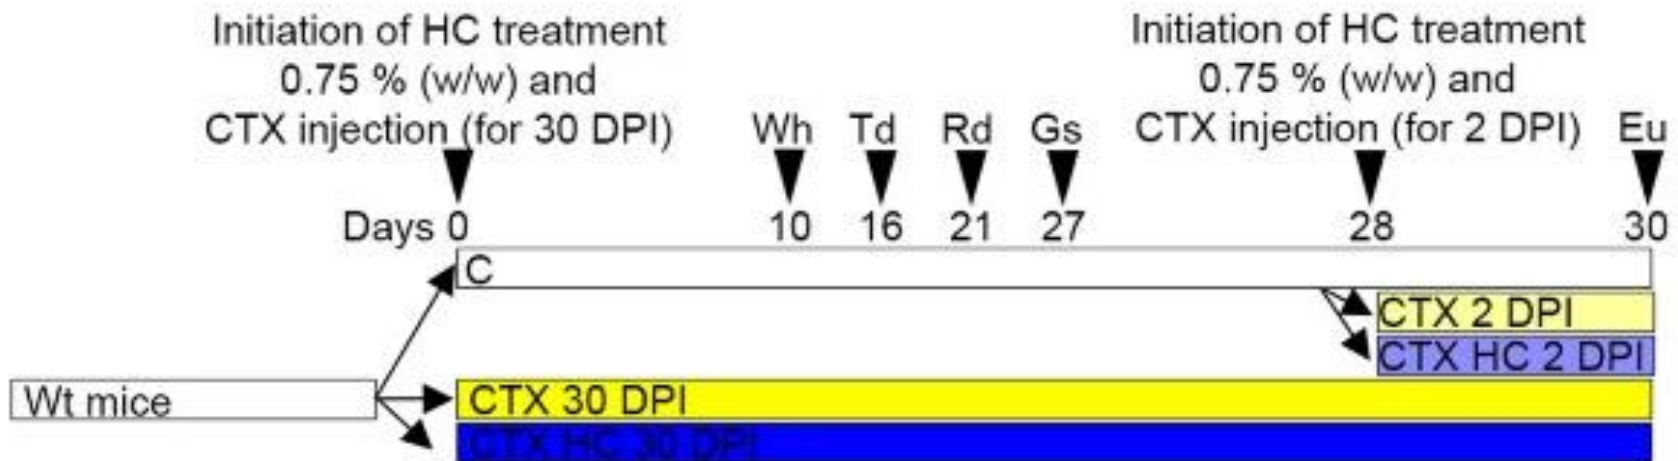 Initiation of HC treatment
0.75 % (w/w) and
CTX injection (for 30 DPI)
Wh Td Rd Gs
Initiation of HC treatment
0.75 % (w/w) and
CTX injection (for 2 DPI)
Eu
Days 0 10 16 21 27 28 30
C
CTX 2 DPI
CTX HC 2 DPI
Wt mice
CTX 30 DPI
CTX HC 30 DPI